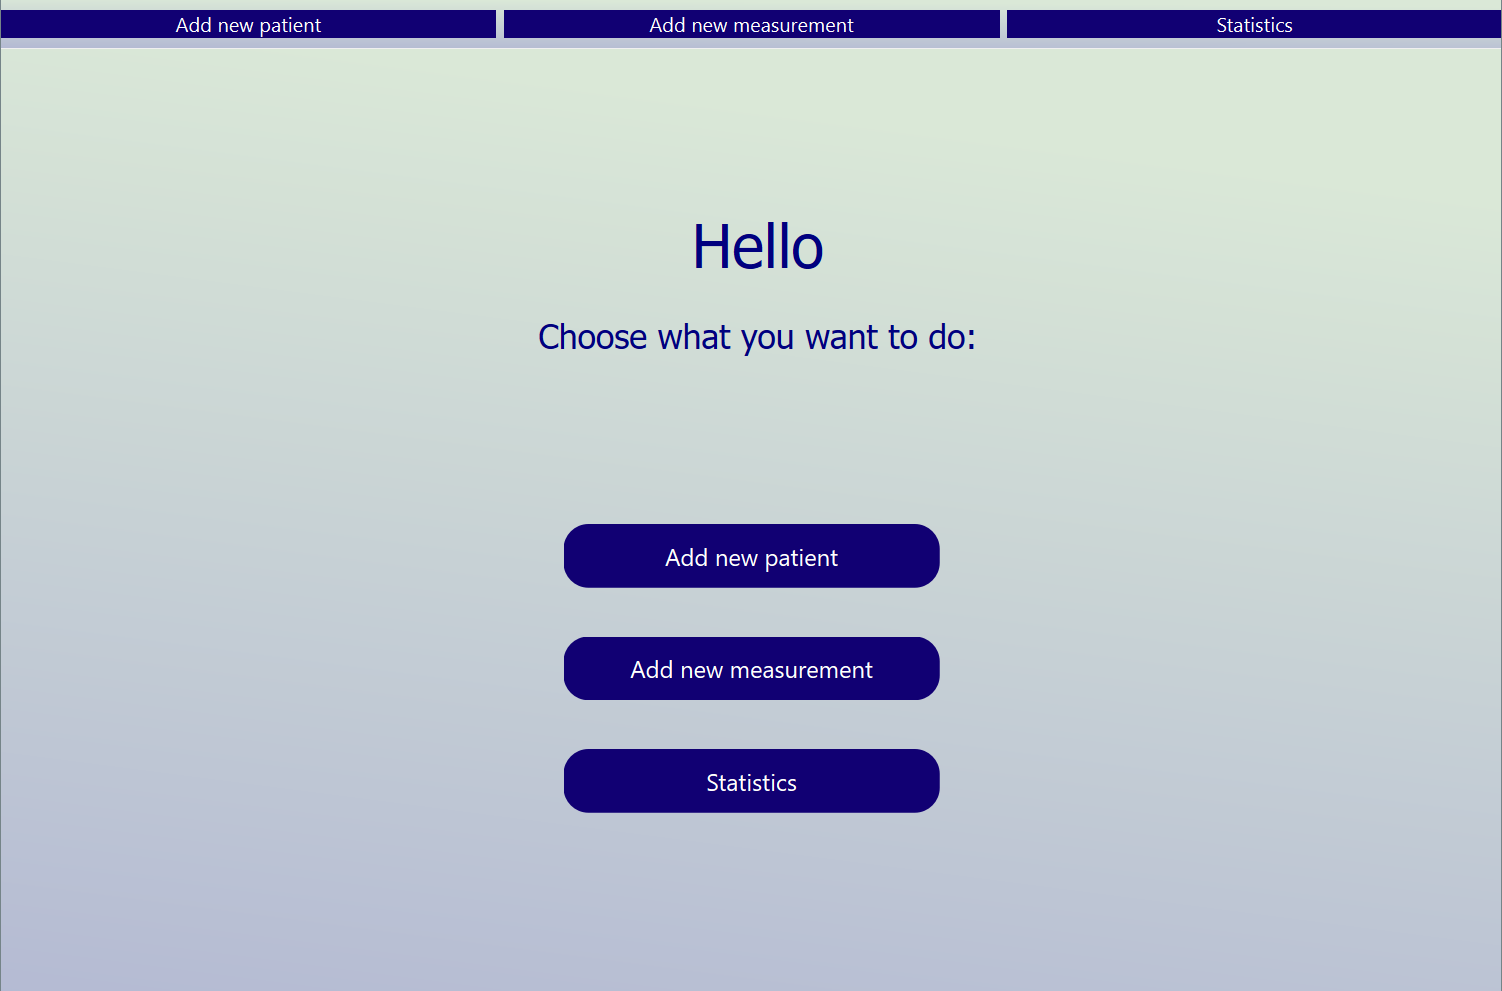 Add new patient Add new measurement Statistics
Hello
Choose what you want to do:
Add new patient
Add new measurement
Statistics